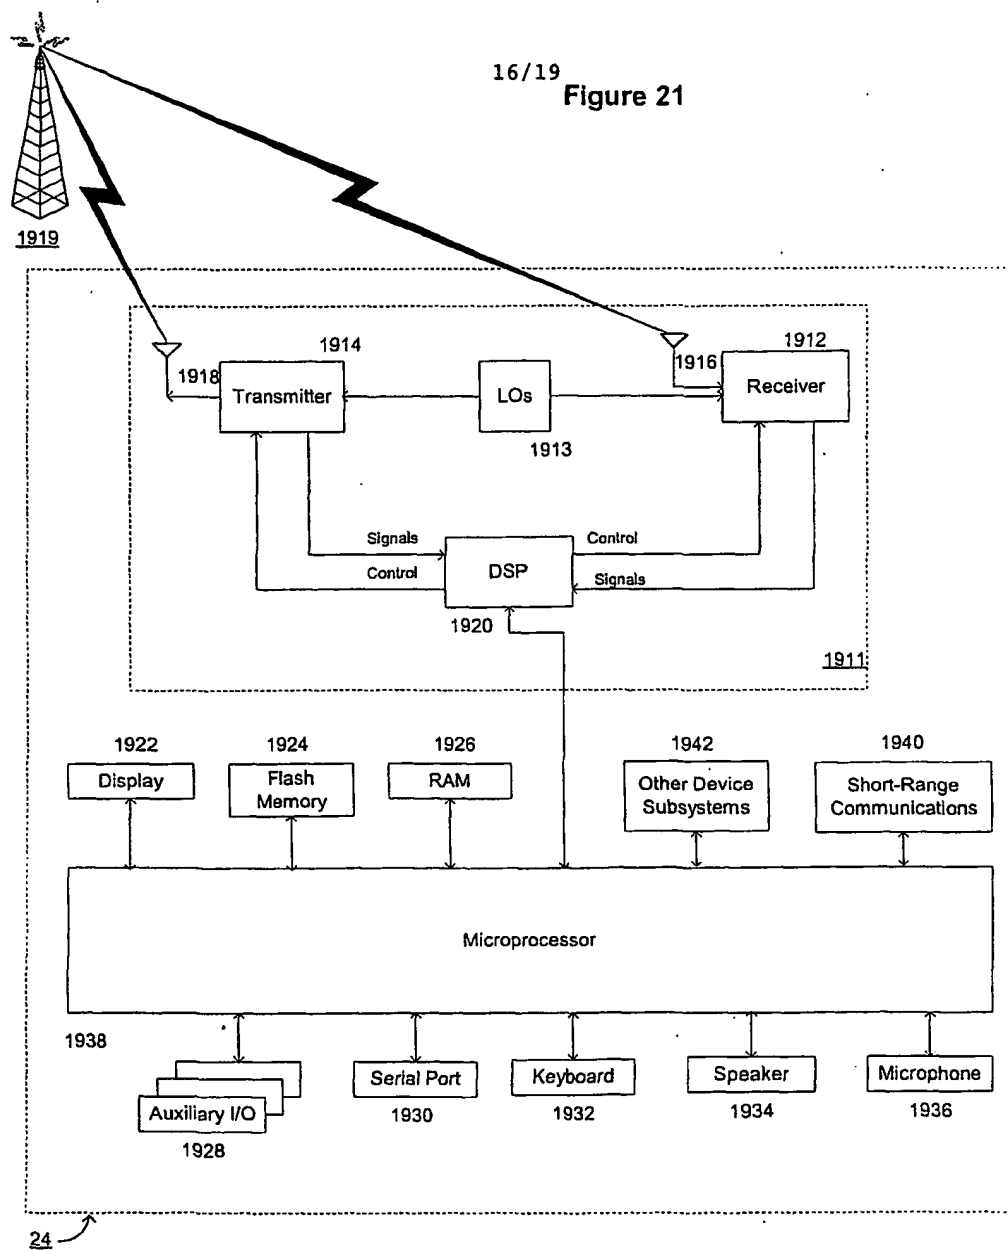 16/19
Figure 21
1919
1914
1912
1918
1916
Transmitter
LOs
Receiver
1913
Signals
Control
Control
DSP
Signals
1920
1911
1922
1924
1926
1942
1940
Display
Flash
Memory
RAM
Other Device
Subsystems
Short-Range
Communications
Microprocessor
1938
Auxiliary I/O
Serial Port
Keyboard
Speaker
Microphone
1928
1930
1932
1934
1936
24